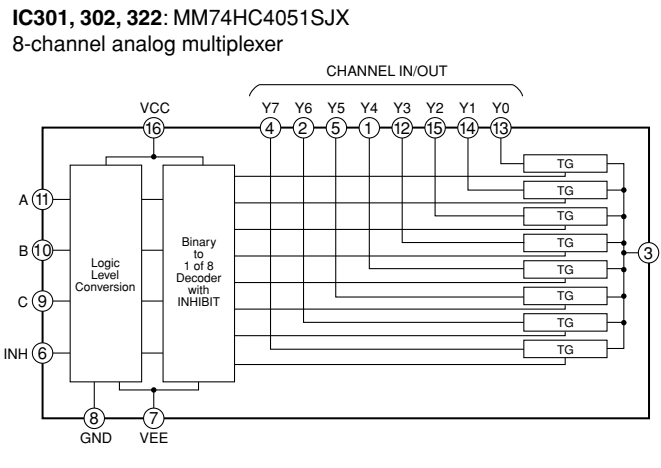 IC301, 302, 322: MM74HC4051SJX
8-channel analog multiplexer
CHANNEL IN/OUT
VCC Y7 Y6 Y5 Y4 Y3 Y2 Y1 Y0
16 4 2 5 1 12 15 14 13
TG
TG
TG
TG
TG
TG
TG
TG
A 11
B 10
C 9
INH 6
Logic
Level
Conversion
Binary
to
1 of 8
Decoder
with
INHIBIT
3
8 7
GND VEE